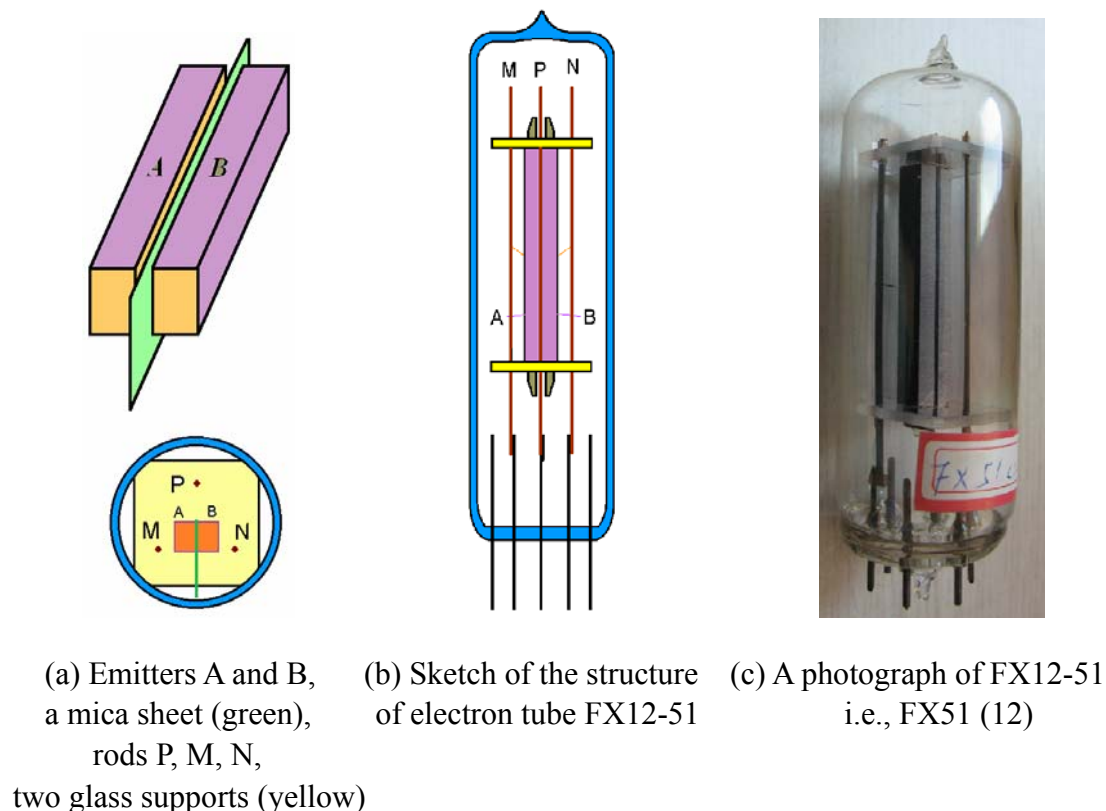 A
B
P
A B
M N
M P N
A B
FX 51
(a) Emitters A and B,
a mica sheet (green),
rods P, M, N,
two glass supports (yellow)
(b) Sketch of the structure
of electron tube FX12-51
(c) A photograph of FX12-51
i.e., FX51 (12)